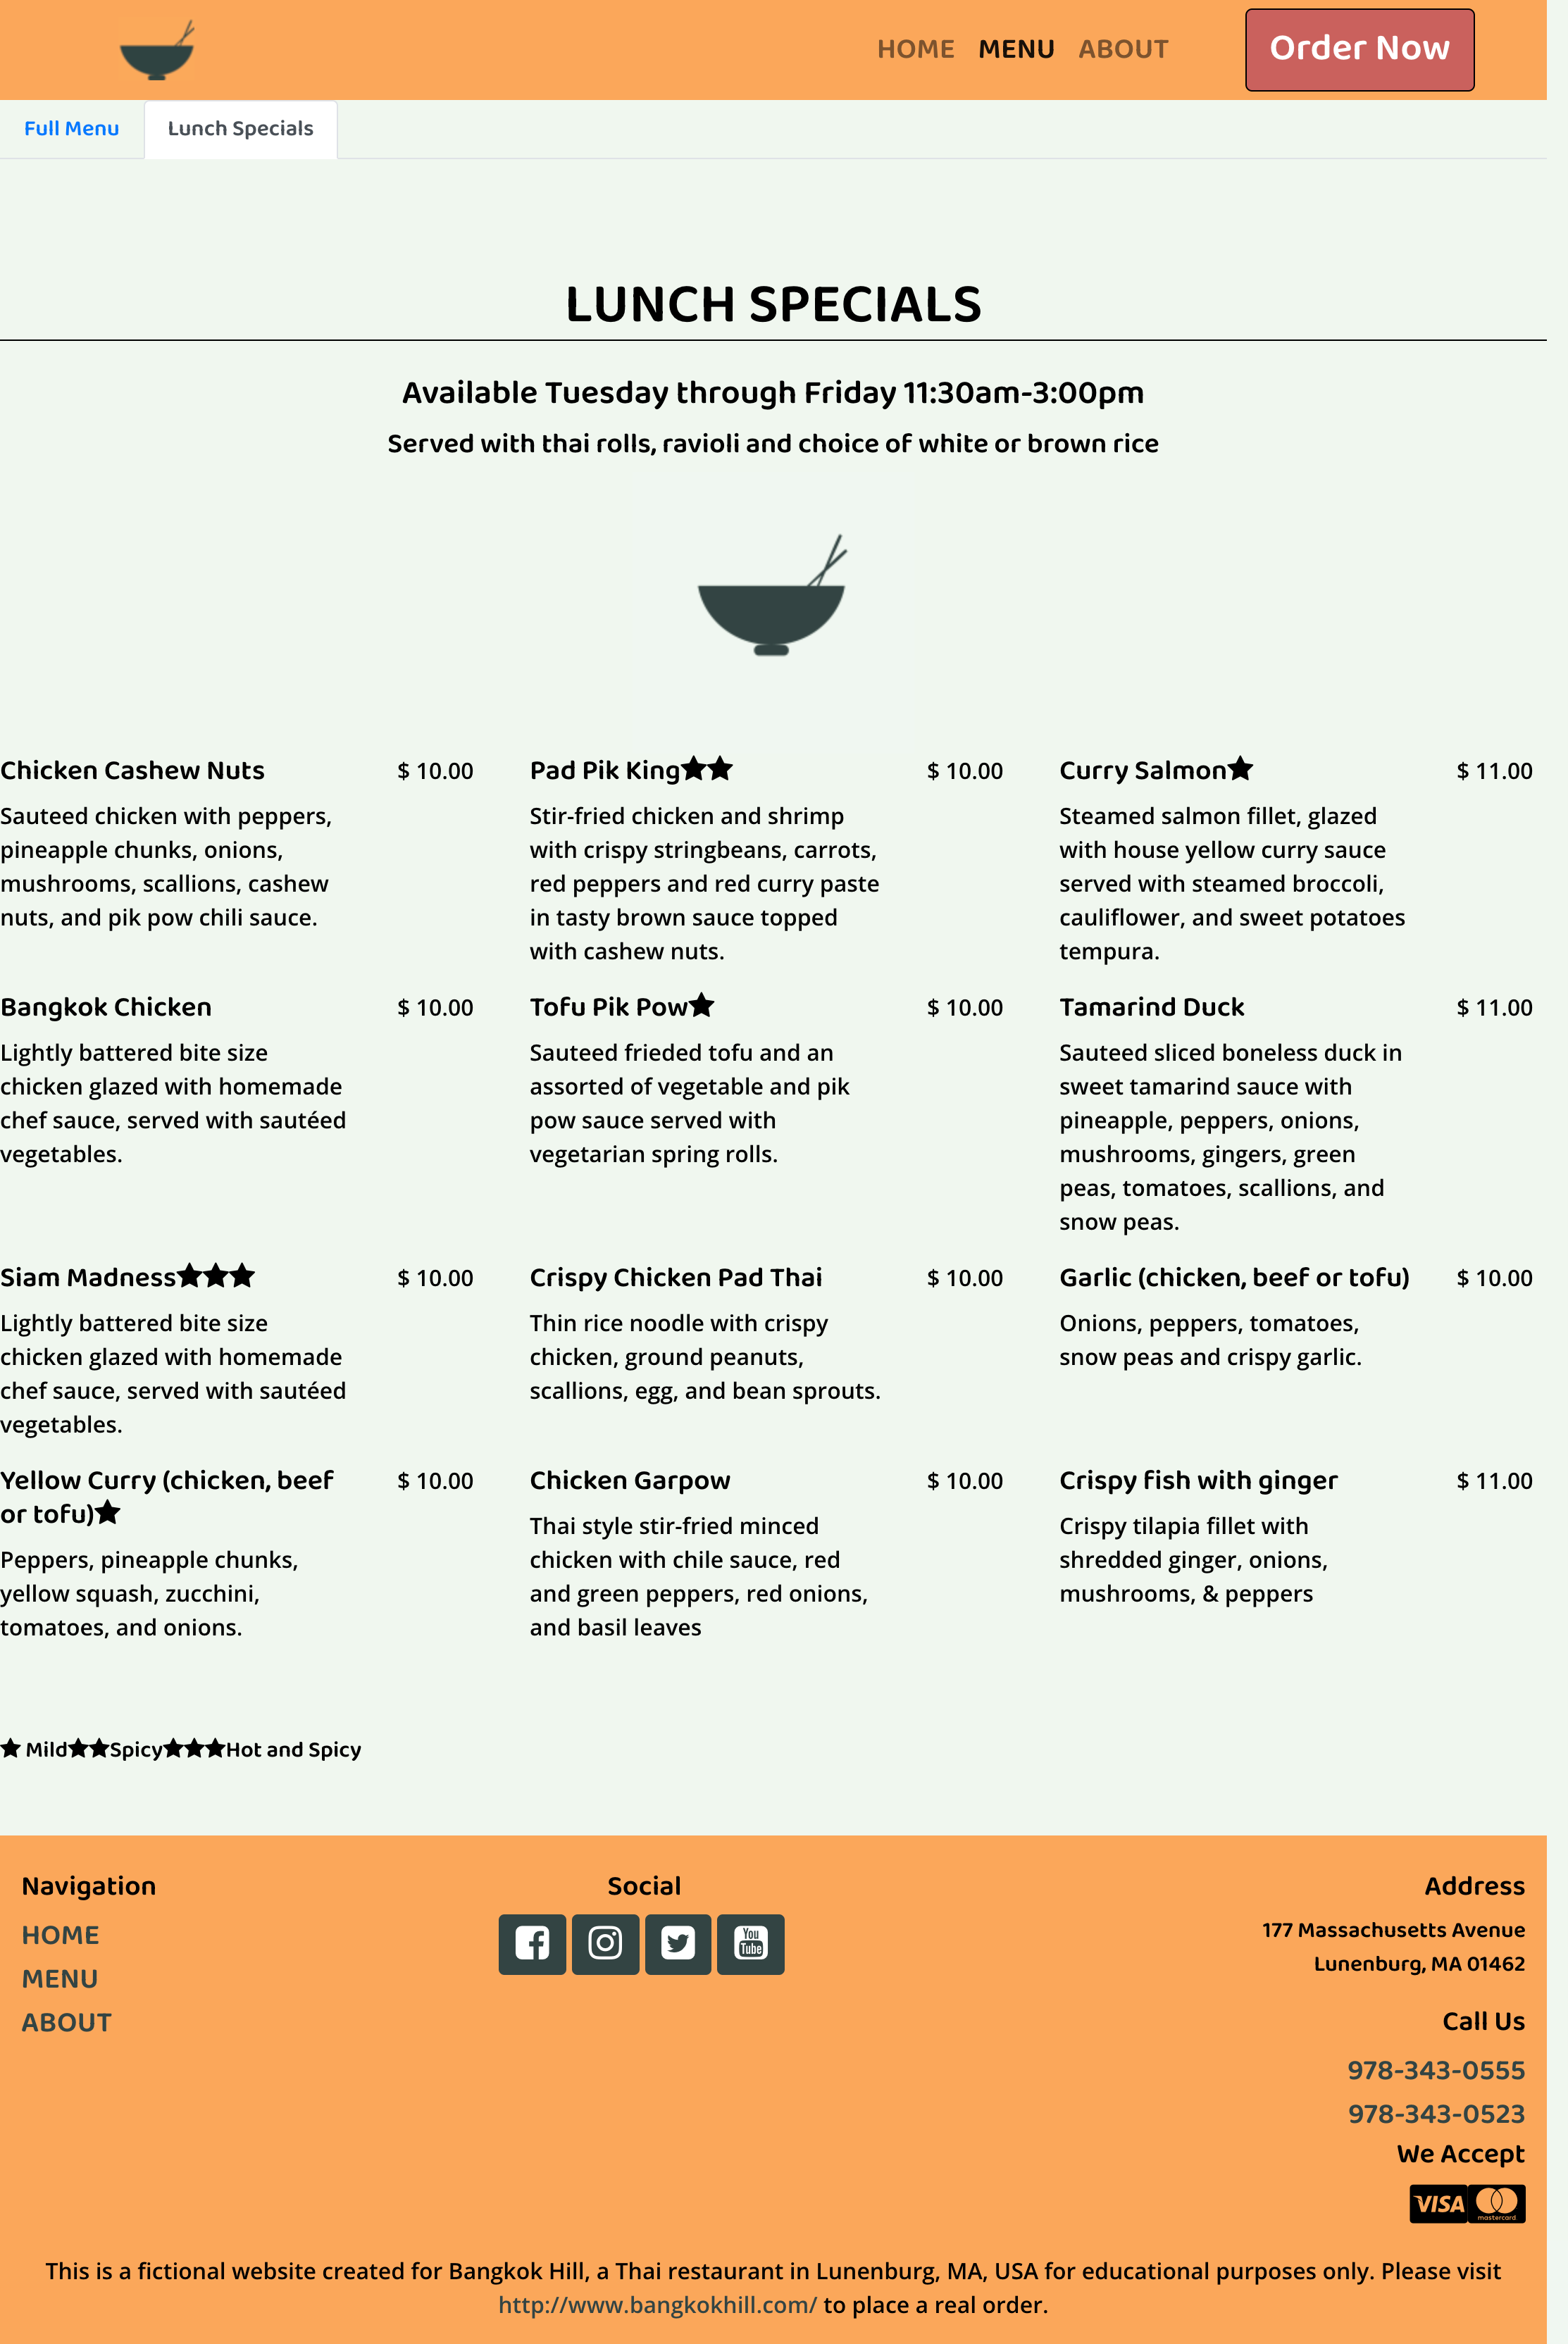 HOME MENU ABOUT Order Now
Full Menu Lunch Specials
LUNCH SPECIALS
Available Tuesday through Friday 11:30am-3:00pm
Served with thai rolls, ravioli and choice of white or brown rice
Chicken Cashew Nuts $ 10.00
Sauteed chicken with peppers,
pineapple chunks, onions,
mushrooms, scallions, cashew
nuts, and pik pow chili sauce.
Pad Pik King★★ $ 10.00
Stir-fried chicken and shrimp
with crispy stringbeans, carrots,
red peppers and red curry paste
in tasty brown sauce topped
with cashew nuts.
Curry Salmon★ $ 11.00
Steamed salmon fillet, glazed
with house yellow curry sauce
served with steamed broccoli,
cauliflower, and sweet potatoes
tempura.
Bangkok Chicken $ 10.00
Lightly battered bite size
chicken glazed with homemade
chef sauce, served with sautéed
vegetables.
Tofu Pik Pow★ $ 10.00
Sauteed frieded tofu and an
assorted of vegetable and pik
pow sauce served with
vegetarian spring rolls.
Tamarind Duck $ 11.00
Sauteed sliced boneless duck in
sweet tamarind sauce with
pineapple, peppers, onions,
mushrooms, gingers, green
peas, tomatoes, scallions, and
snow peas.
Siam Madness★★★ $ 10.00
Lightly battered bite size
chicken glazed with homemade
chef sauce, served with sautéed
vegetables.
Crispy Chicken Pad Thai $ 10.00
Thin rice noodle with crispy
chicken, ground peanuts,
scallions, egg, and bean sprouts.
Garlic (chicken, beef or tofu) $ 10.00
Onions, peppers, tomatoes,
snow peas and crispy garlic.
Yellow Curry (chicken, beef $ 10.00
or tofu)★
Peppers, pineapple chunks,
yellow squash, zucchini,
tomatoes, and onions.
Chicken Garpow $ 10.00
Thai style stir-fried minced
chicken with chile sauce, red
and green peppers, red onions,
and basil leaves
Crispy fish with ginger $ 11.00
Crispy tilapia fillet with
shredded ginger, onions,
mushrooms, & peppers
★ Mild★★Spicy★★★Hot and Spicy
Navigation
HOME
MENU
ABOUT
Social
You
Tube
Address
177 Massachusetts Avenue
Lunenburg, MA 01462
Call Us
978-343-0555
978-343-0523
We Accept
VISA mastercard
This is a fictional website created for Bangkok Hill, a Thai restaurant in Lunenburg, MA, USA for educational purposes only. Please visit
http://www.bangkokhill.com/ to place a real order.